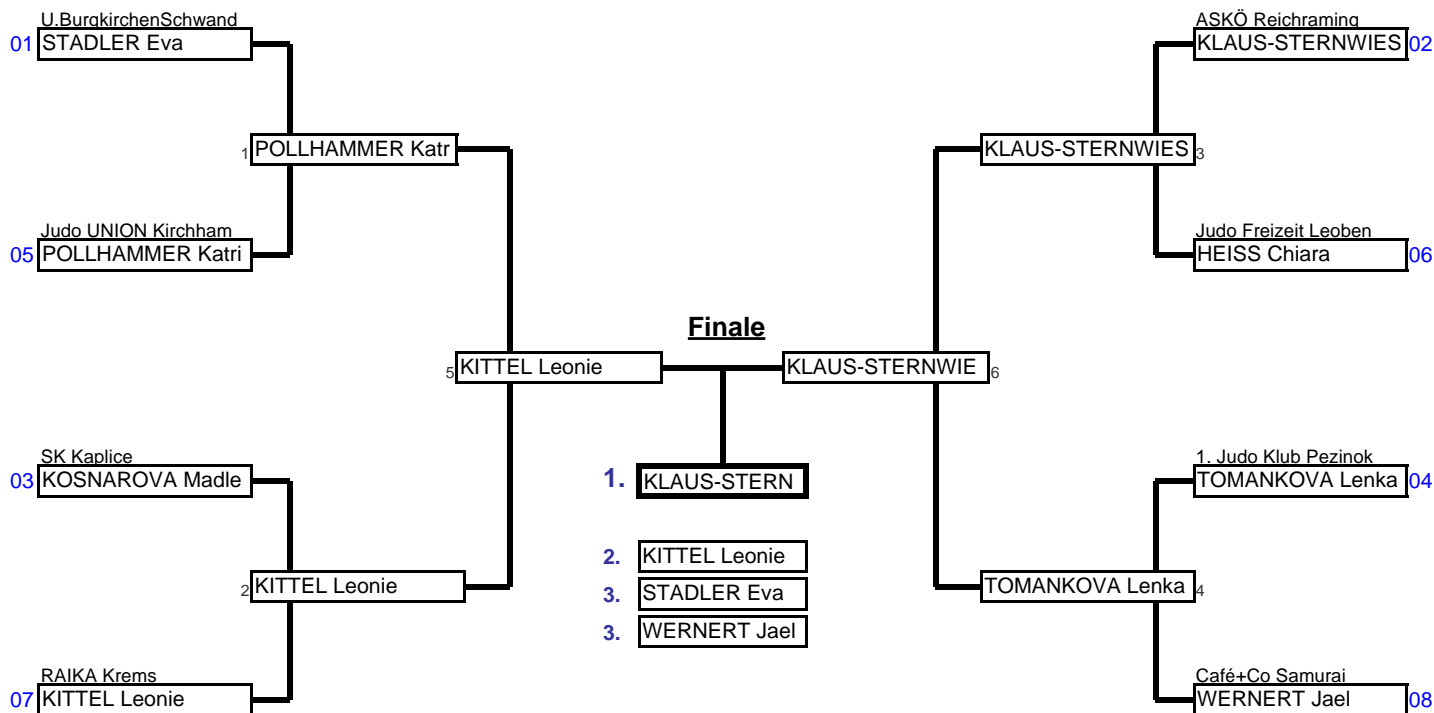 U.BurgkirchenSchwand
01 STADLER Eva
ASKÖ Reichraming
KLAUS-STERNWIES 02
1 POLLHAMMER Katr
KLAUS-STERNWIES 3
Judo UNION Kirchham
05 POLLHAMMER Katri
Judo Freizeit Leoben
HEISS Chiara 06
Finale
5 KITTEL Leonie
KLAUS-STERNWIE 6
SK Kaplice
03 KOSNAROVA Madle
1. KLAUS-STERN
1. Judo Klub Pezinok
TOMANKOVA Lenka 04
2. KITTEL Leonie
2 KITTEL Leonie
3. STADLER Eva
TOMANKOVA Lenka 4
3. WERNERT Jael
RAIKA Krems
07 KITTEL Leonie
Café+Co Samurai
WERNERT Jael 08